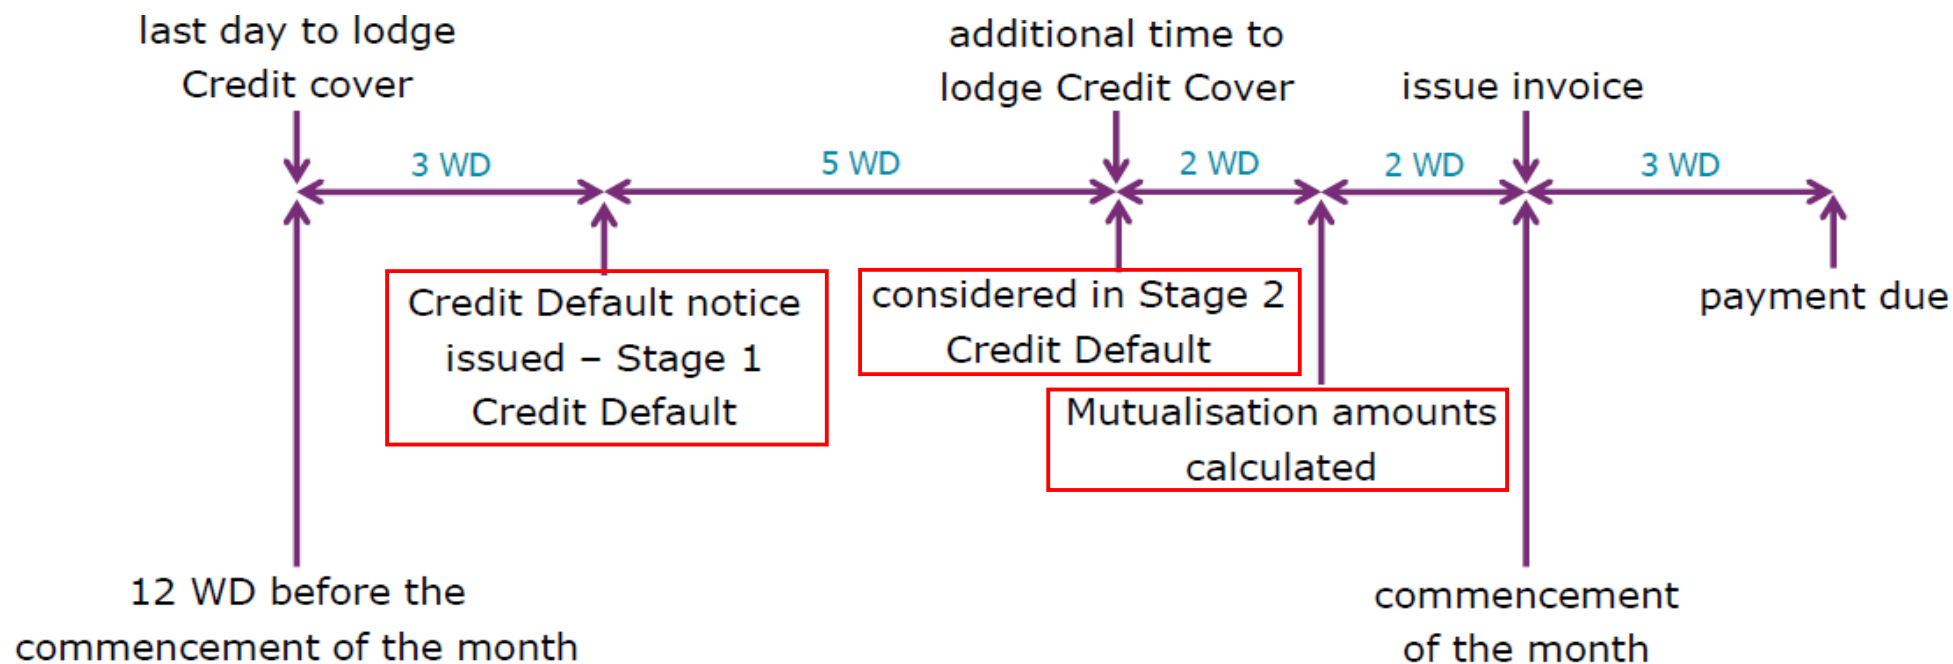 last day to lodge
Credit cover
additional time to
lodge Credit Cover
issue invoice
3 WD
5 WD
2 WD
2 WD
3 WD
Credit Default notice
issued – Stage 1
Credit Default
considered in Stage 2
Credit Default
payment due
Mutualisation amounts
calculated
12 WD before the
commencement of the month
commencement
of the month